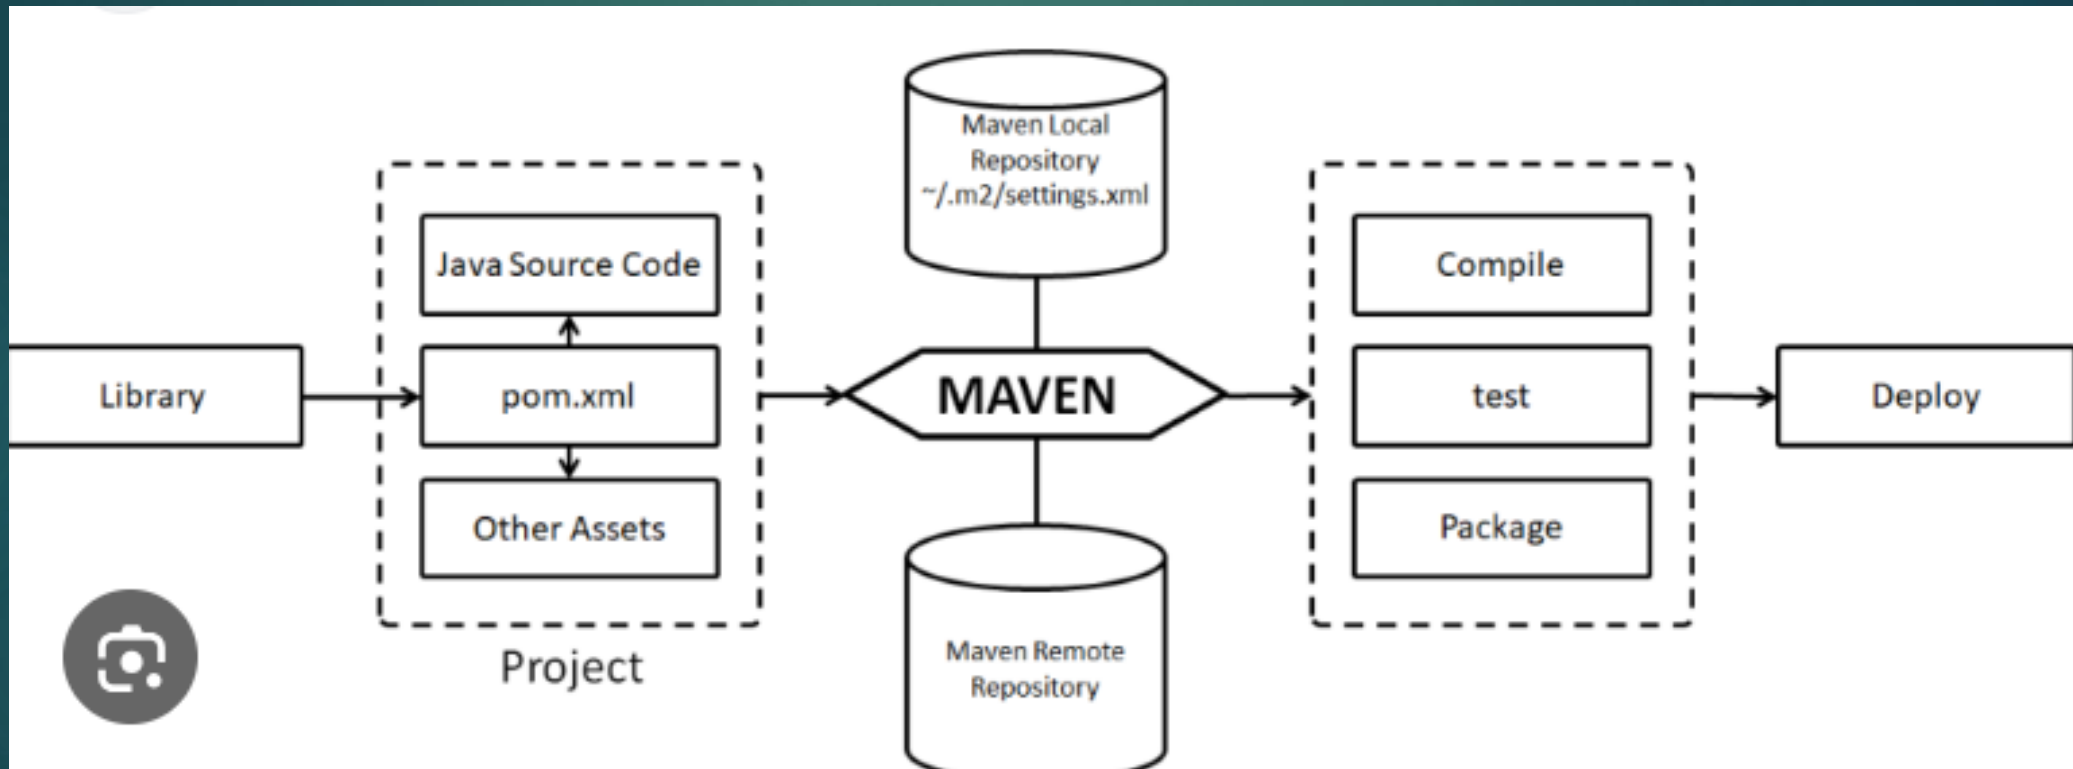 Library
Java Source Code
pom.xml
Other Assets
Project
Maven Local
Repository
~/.m2/settings.xml
MAVEN
Maven Remote
Repository
Compile
test
Package
Deploy